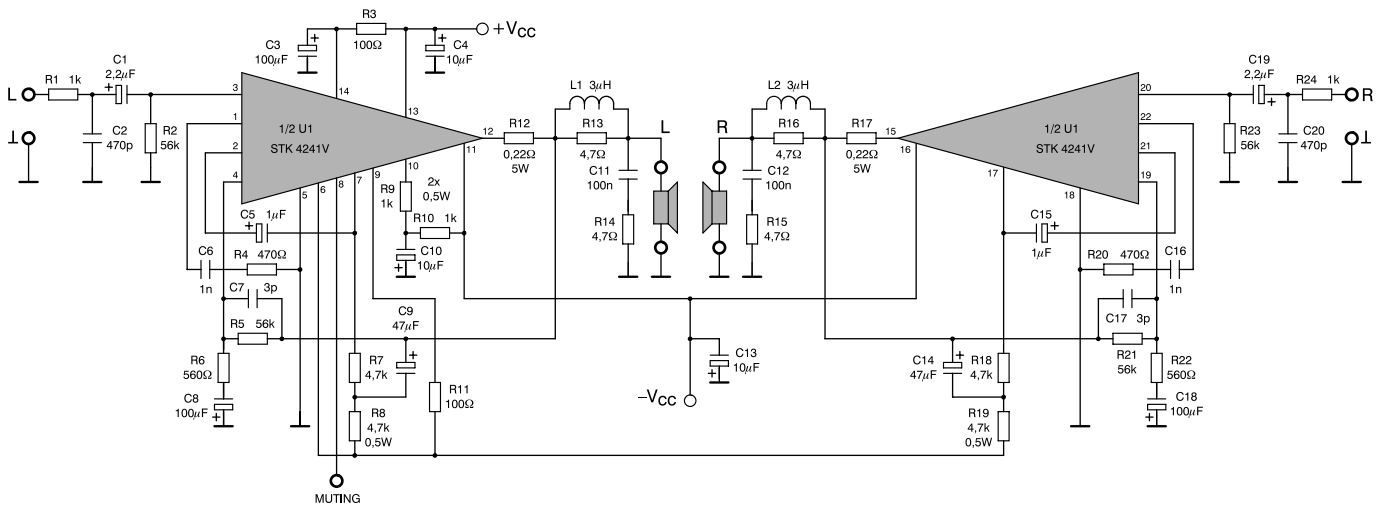 R3
100Ω
+VCC
C3
100µF
C4
10µF
C1
2,2µF
R1 1k
L
⊥
C2
470p
R2
56k
3
1
2
4
14
13
12
11
10
5
6
8
7
9
1/2 U1
STK 4241V
R12
0,22Ω
5W
L1 3µH
R13
4,7Ω
L
C11
100n
R14
4,7Ω
R9
1k
2x
0,5W
R10 1k
C10
10µF
C5 1µF
C6
1n
R4 470Ω
C7 3p
R5 56k
R6
560Ω
C8
100µF
C9
47µF
R7
4,7k
R8
4,7k
0,5W
R11
100Ω
MUTING
C13
10µF
–VCC
L2 3µH
R
R16
4,7Ω
R17
0,22Ω
5W
C12
100n
R15
4,7Ω
15
16
17
18
20
22
21
19
1/2 U1
STK 4241V
C19
2,2µF
R24 1k
R
⊥
R23
56k
C20
470p
C15
1µF
R20 470Ω
C16
1n
C17 3p
R21
56k
R22
560Ω
C18
100µF
C14
47µF
R18
4,7k
R19
4,7k
0,5W